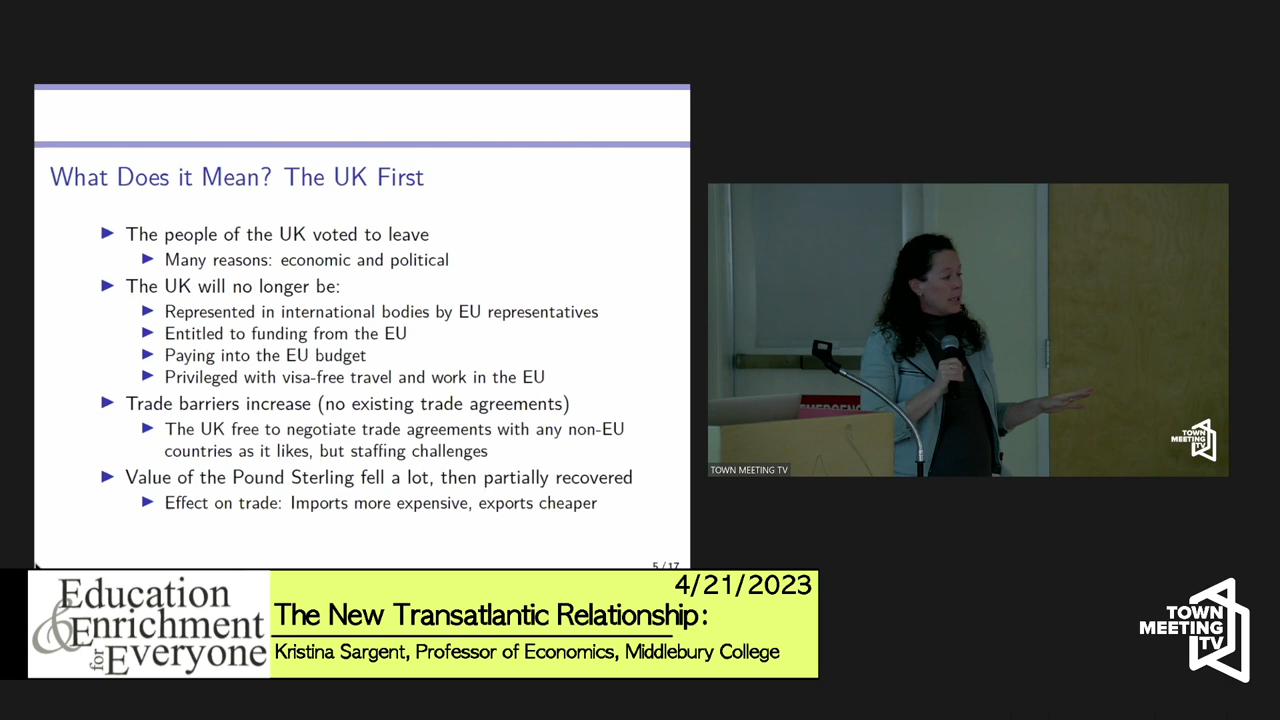 What Does it Mean? The UK First
The people of the UK voted to leave
Many reasons: economic and political
The UK will no longer be:
Represented in international bodies by EU representatives
Entitled to funding from the EU
Paying into the EU budget
Privileged with visa-free travel and work in the EU
Trade barriers increase (no existing trade agreements)
The UK free to negotiate trade agreements with any non-EU
countries as it likes, but staffing challenges
Value of the Pound Sterling fell a lot, then partially recovered
Effect on trade: Imports more expensive, exports cheaper
5 / 17
EMERGENC
TOWN
MEETING
TV
TOWN MEETING TV
Education
& Enrichment
for Everyone
4/21/2023
The New Transatlantic Relationship:
Kristina Sargent, Professor of Economics, Middlebury College
TOWN
MEETING
TV